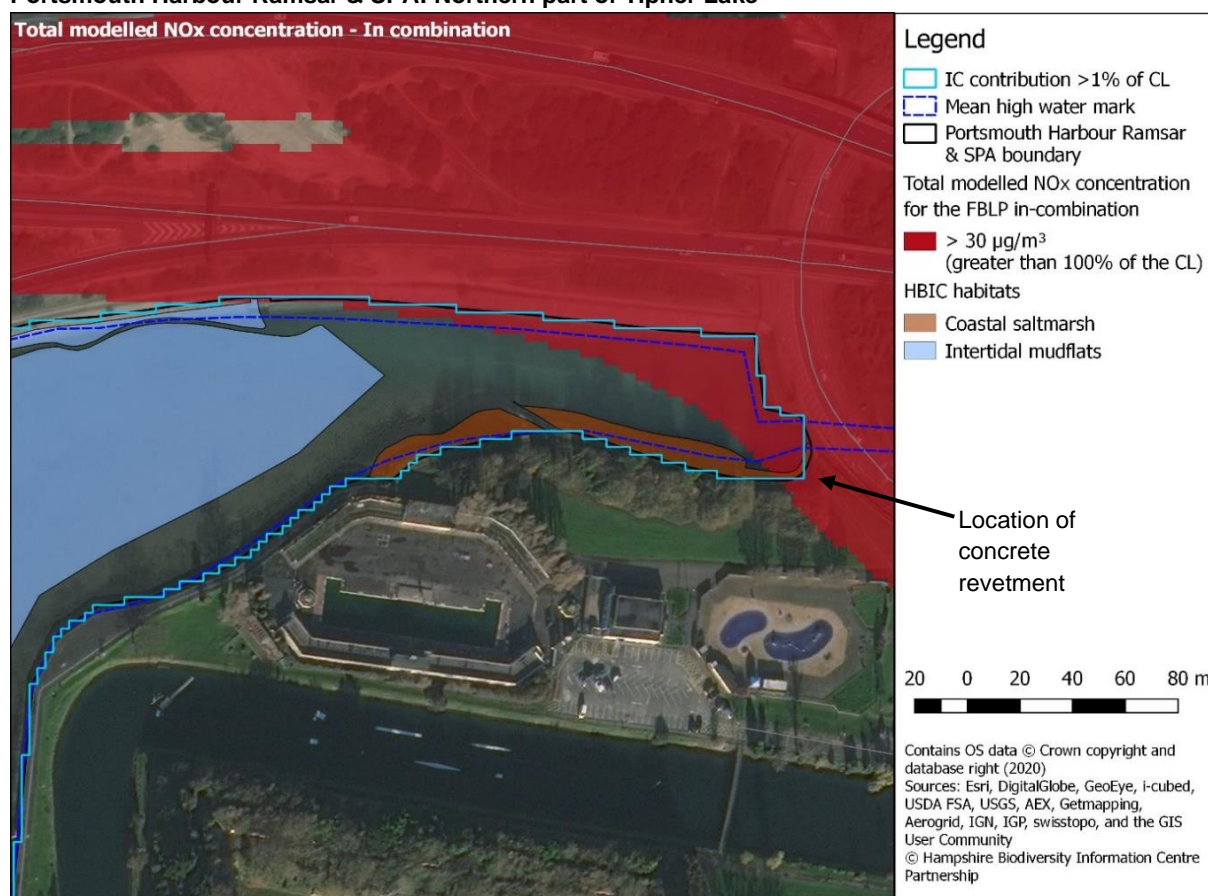 Portsmouth Harbour Ramsar & SPA: Northern part of Tipner Lake
Total modelled NOx concentration - In combination
Legend
IC contribution >1% of CL
Mean high water mark
Portsmouth Harbour Ramsar
& SPA boundary
Total modelled NOx concentration
for the FBLP in-combination
> 30 µg/m³
(greater than 100% of the CL)
HBIC habitats
Coastal saltmarsh
Intertidal mudflats
Location of
concrete
revetment
20 0 20 40 60 80 m
Contains OS data © Crown copyright and
database right (2020)
Sources: Esri, DigitalGlobe, GeoEye, i-cubed,
USDA FSA, USGS, AEX, Getmapping,
Aerogrid, IGN, IGP, swisstopo, and the GIS
User Community
© Hampshire Biodiversity Information Centre
Partnership